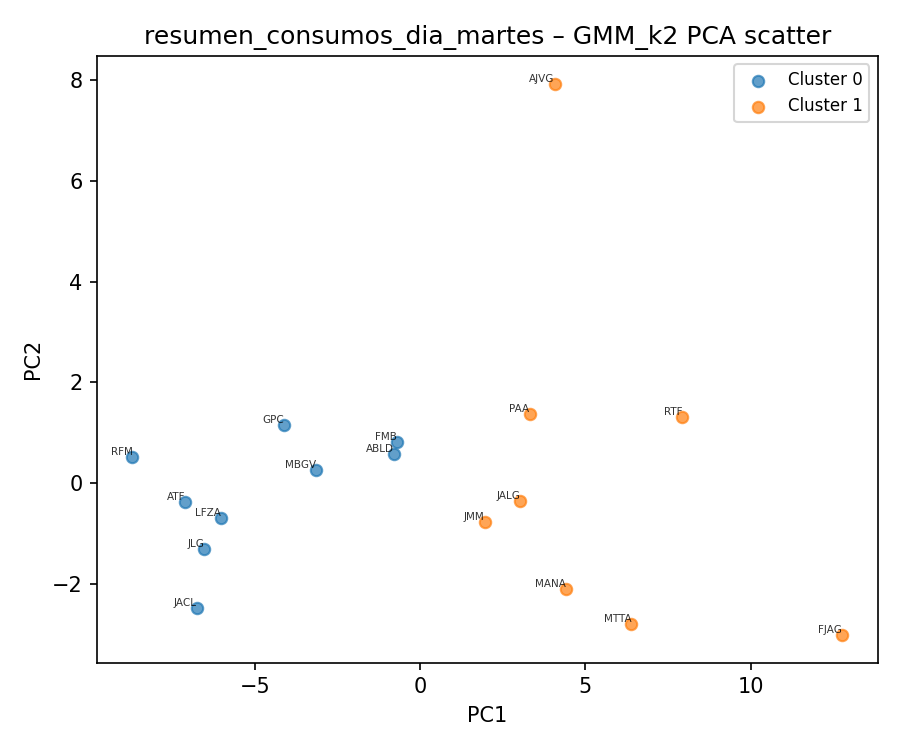 resumen_consumos_dia_martes – GMM_k2 PCA scatter
Cluster 0
Cluster 1
8
6
4
2
0
−2
PC2
AJVG
PAA
RTF
GPC
FMB
ABLD
RFM
MBGV
ATF
LFZA
JALG
JMM
JLG
JACL
MANA
MTTA
FJAG
−5
0
5
10
PC1